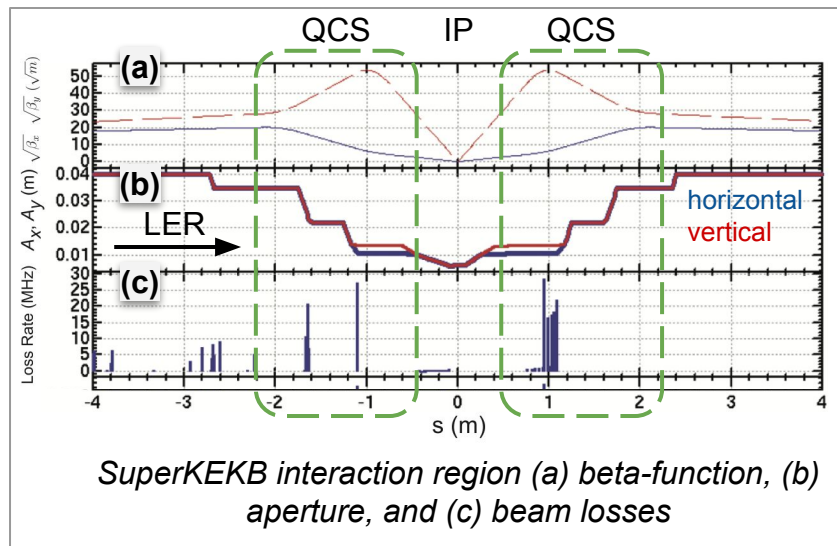 QCS IP QCS
(a)
√βx √βy (√m)
50
40
30
20
10
0
(b)
Ax, Ay (m)
0.04
0.03
0.02
0.01
horizontal
vertical
LER
(c)
Loss Rate (MHz)
30
25
20
15
10
5
0
-4 -3 -2 -1 0 1 2 3 4
s (m)
SuperKEKB interaction region (a) beta-function, (b)
aperture, and (c) beam losses